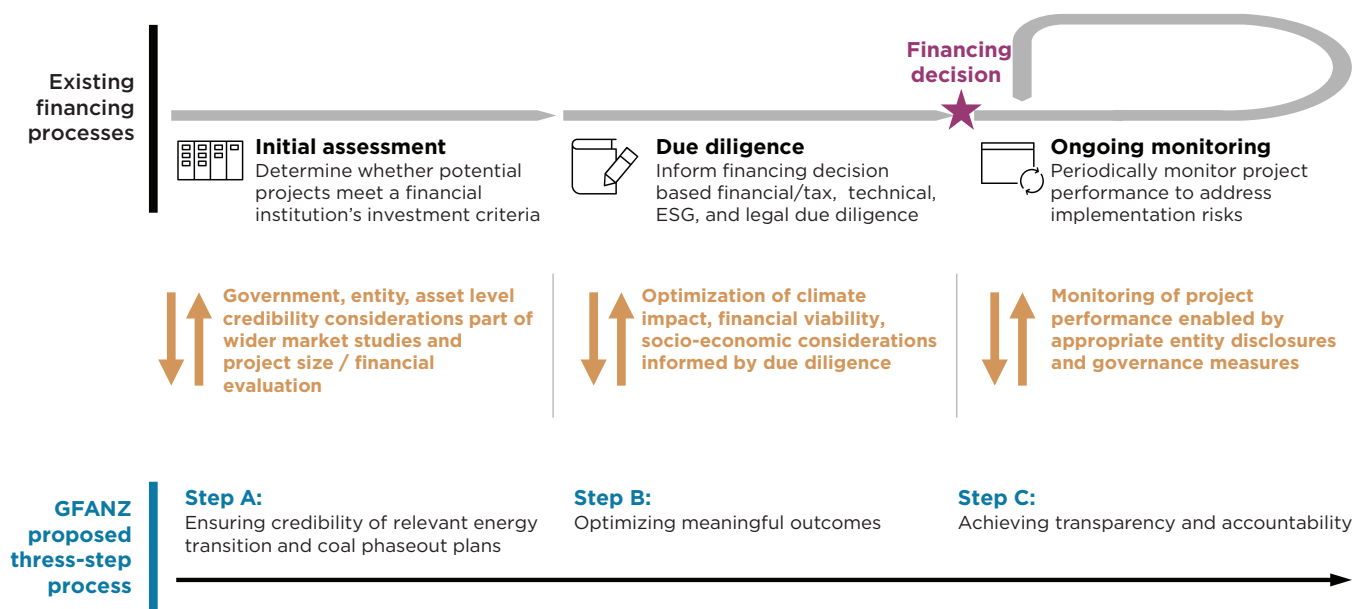 Existing
financing
processes
Financing
decision
Initial assessment
Determine whether potential
projects meet a financial
institution's investment criteria
Due diligence
Inform financing decision
based financial/tax, technical,
ESG, and legal due diligence
Ongoing monitoring
Periodically monitor project
performance to address
implementation risks
Government, entity, asset level
credibility considerations part of
wider market studies and
project size / financial
evaluation
Optimization of climate
impact, financial viability,
socio-economic considerations
informed by due diligence
Monitoring of project
performance enabled by
appropriate entity disclosures
and governance measures
GFANZ
proposed
thress-step
process
Step A:
Ensuring credibility of relevant energy
transition and coal phaseout plans
Step B:
Optimizing meaningful outcomes
Step C:
Achieving transparency and accountability